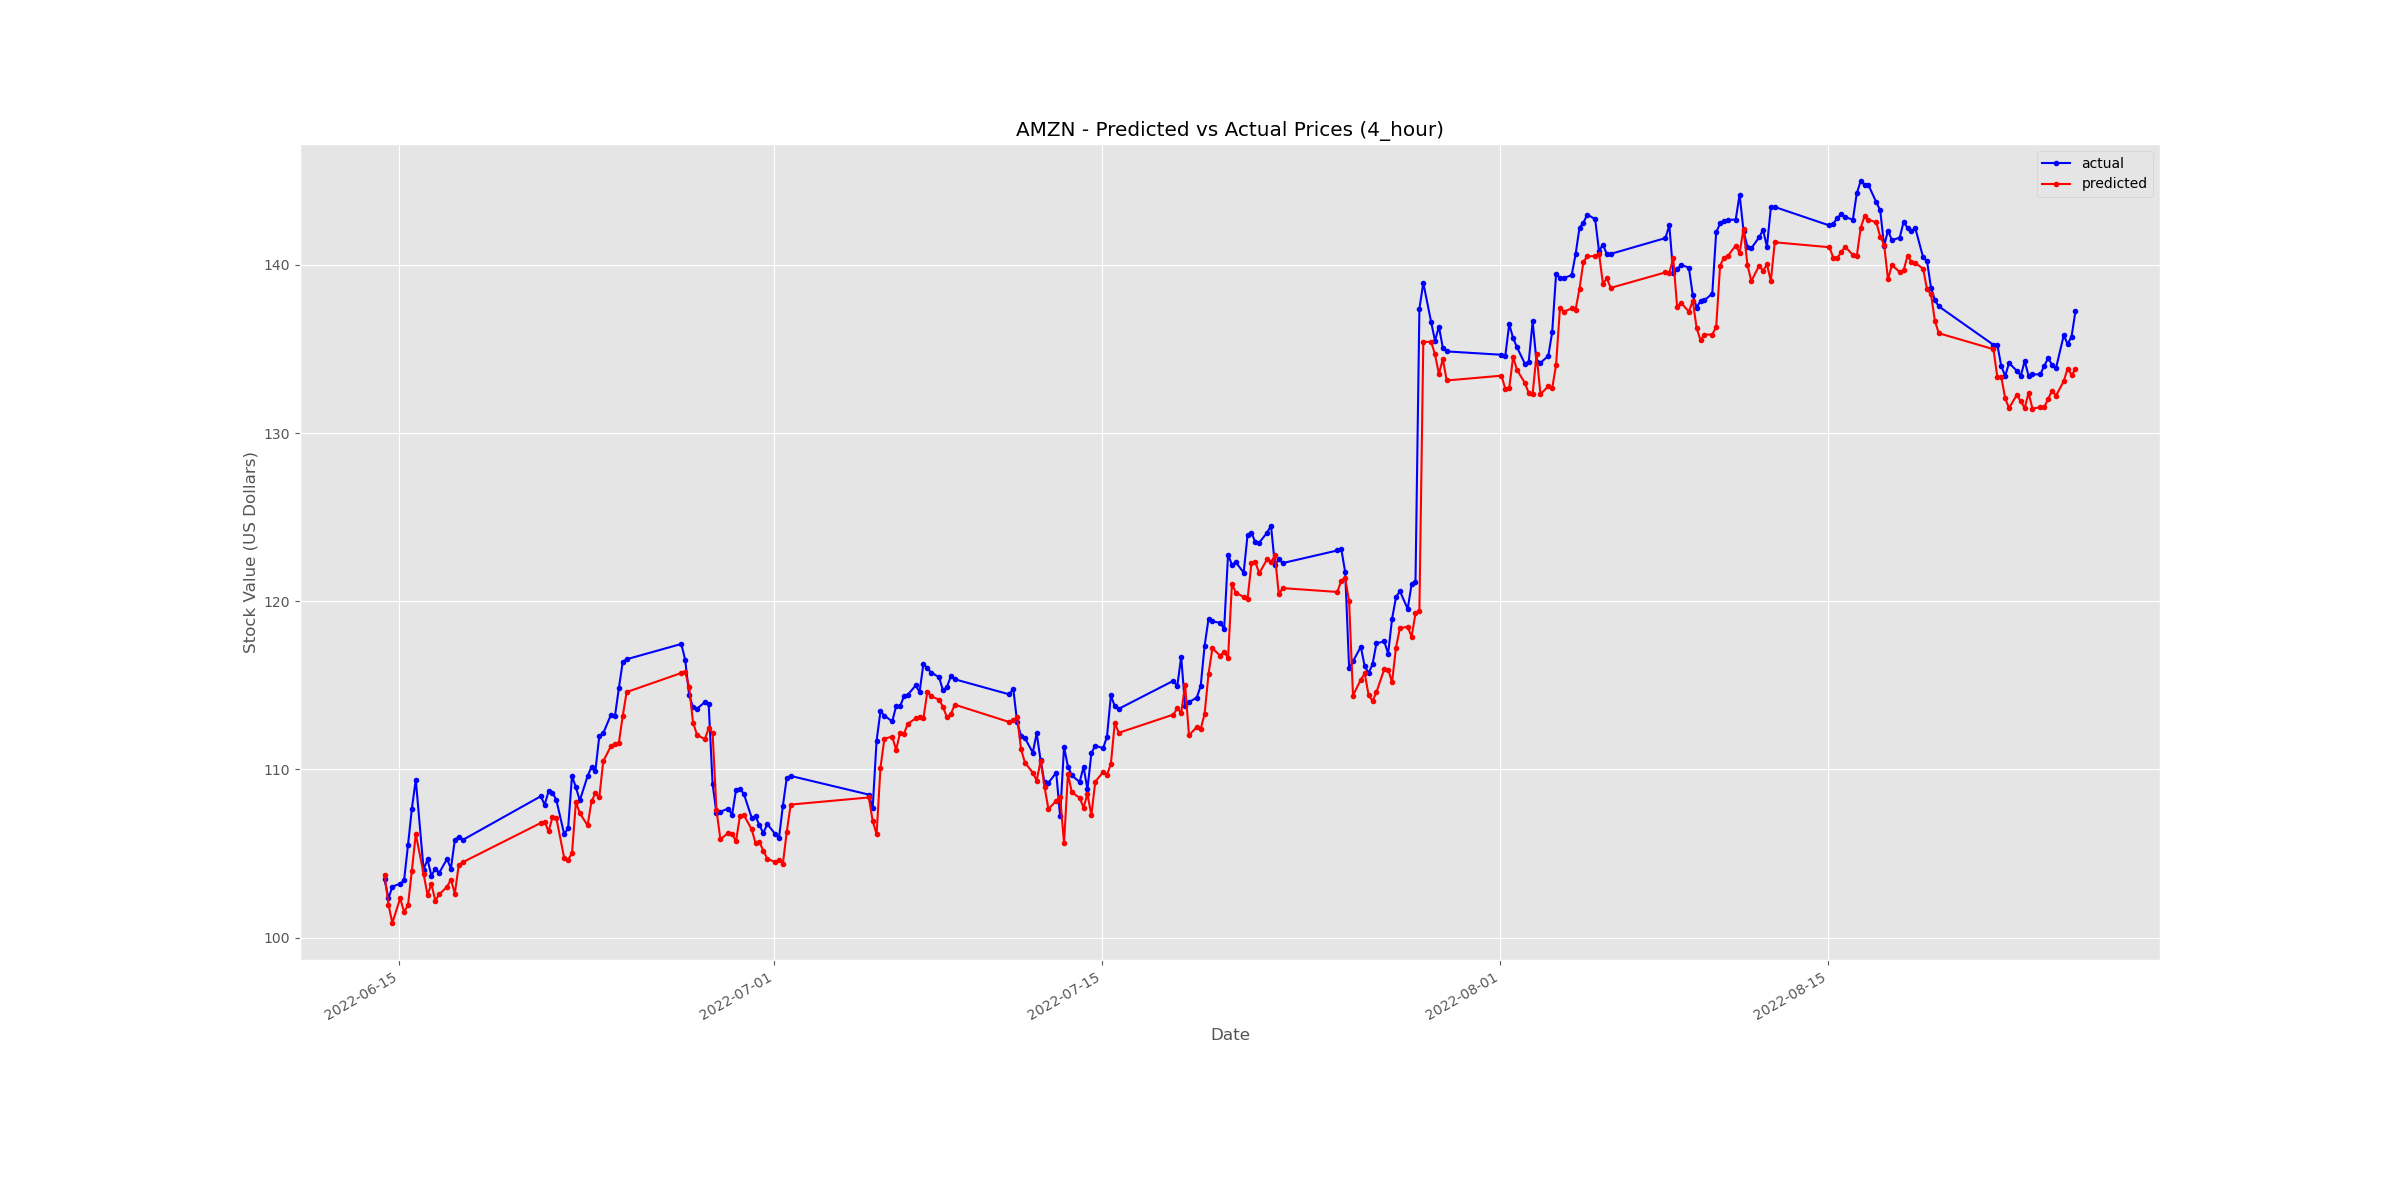 AMZN - Predicted vs Actual Prices (4_hour)
actual
predicted
Stock Value (US Dollars)
140
130
120
110
100
2022-06-15
2022-07-01
2022-07-15
2022-08-01
2022-08-15
Date